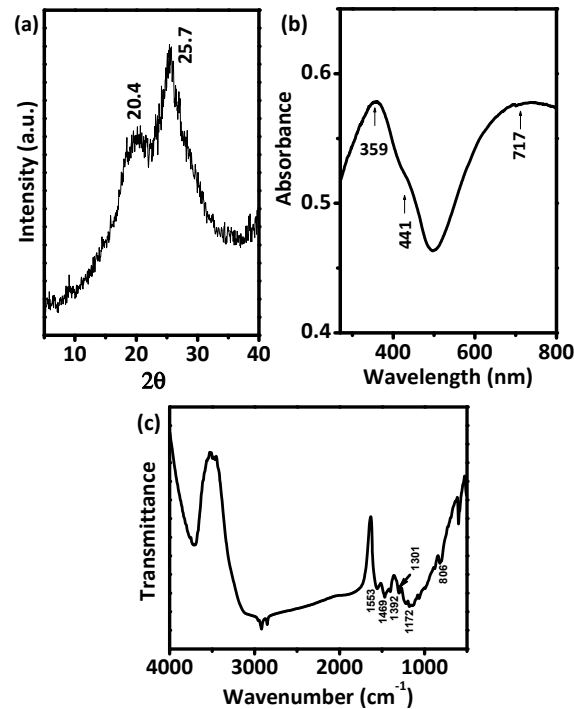 (a)
20.4
25.7
Intensity (a.u.)
10 20 30 40
2θ
(b)
0.6
0.5
0.4
Absorbance
359
441
717
400 600 800
Wavelength (nm)
(c)
Transmittance
1553
1469
1392
1301
1172
806
4000 3000 2000 1000
Wavenumber (cm⁻¹)